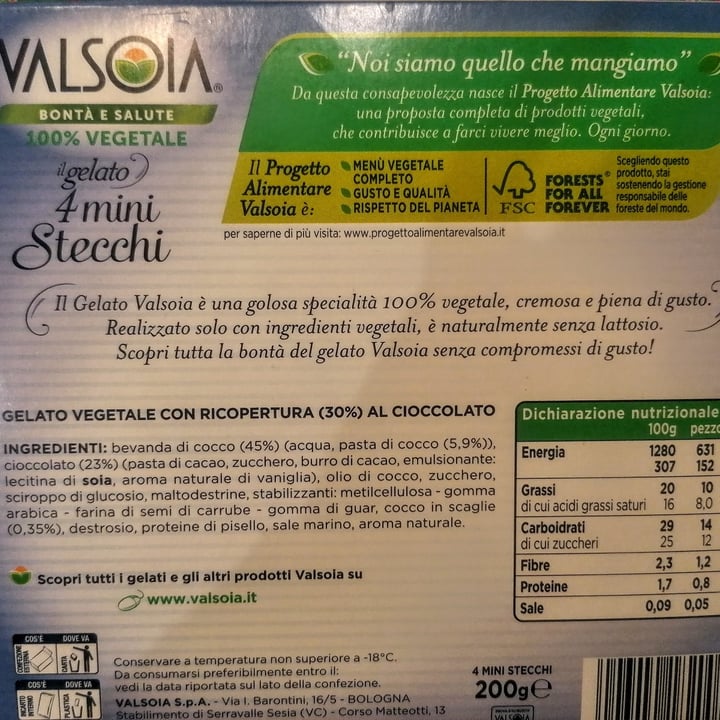 VALSOIA®
BONTÀ E SALUTE
100% VEGETALE
il gelato
4 mini
Stecchi
“Noi siamo quello che mangiamo”
Da questa consapevolezza nasce il Progetto Alimentare Valsoia:
una proposta completa di prodotti vegetali,
che contribuisce a farci vivere meglio. Ogni giorno.
Il Progetto
Alimentare
Valsoia è:
MENÙ VEGETALE
COMPLETO
GUSTO E QUALITÀ
RISPETTO DEL PIANETA
FSC
FORESTS
FOR ALL
FOREVER
Scegliendo questo
prodotto, stai
sostenendo la gestione
responsabile delle
foreste del mondo.
per saperne di più visita: www.progettoalimentarevalsoia.it
Il Gelato Valsoia è una golosa specialità 100% vegetale, cremosa e piena di gusto.
Realizzato solo con ingredienti vegetali, è naturalmente senza lattosio.
Scopri tutta la bontà del gelato Valsoia senza compromessi di gusto!
GELATO VEGETALE CON RICOPERTURA (30%) AL CIOCCOLATO
INGREDIENTI: bevanda di cocco (45%) (acqua, pasta di cocco (5,9%)),
cioccolato (23%) (pasta di cacao, zucchero, burro di cacao, emulsionante:
lecitina di soia, aroma naturale di vaniglia), olio di cocco, zucchero,
sciroppo di glucosio, maltodestrine, stabilizzanti: metilcellulosa - gomma
arabica - farina di semi di carrube - gomma di guar, cocco in scaglie
(0,35%), destrosio, proteine di pisello, sale marino, aroma naturale.
Dichiarazione nutrizionale
100g pezzo
Energia 1280 631
307 152
Grassi 20 10
di cui acidi grassi saturi 16 8,0
Carboidrati 29 14
di cui zuccheri 25 12
Fibre 2,3 1,2
Proteine 1,7 0,8
Sale 0,09 0,05
Scopri tutti i gelati e gli altri prodotti Valsoia su
www.valsoia.it
COS'È DOVE VA
CONFEZIONE ESTERNA
CARTA
COS'È DOVE VA
INCARTO INTERNO
PLASTICA
Conservare a temperatura non superiore a -18°C.
Da consumarsi preferibilmente entro il:
vedi la data riportata sul lato della confezione.
VALSOIA S.p.A. - Via I. Barontini, 16/5 - BOLOGNA
Stabilimento di Serravalle Sesia (VC) - Corso Matteotti, 13
4 MINI STECCHI
200g e
VALSOIA